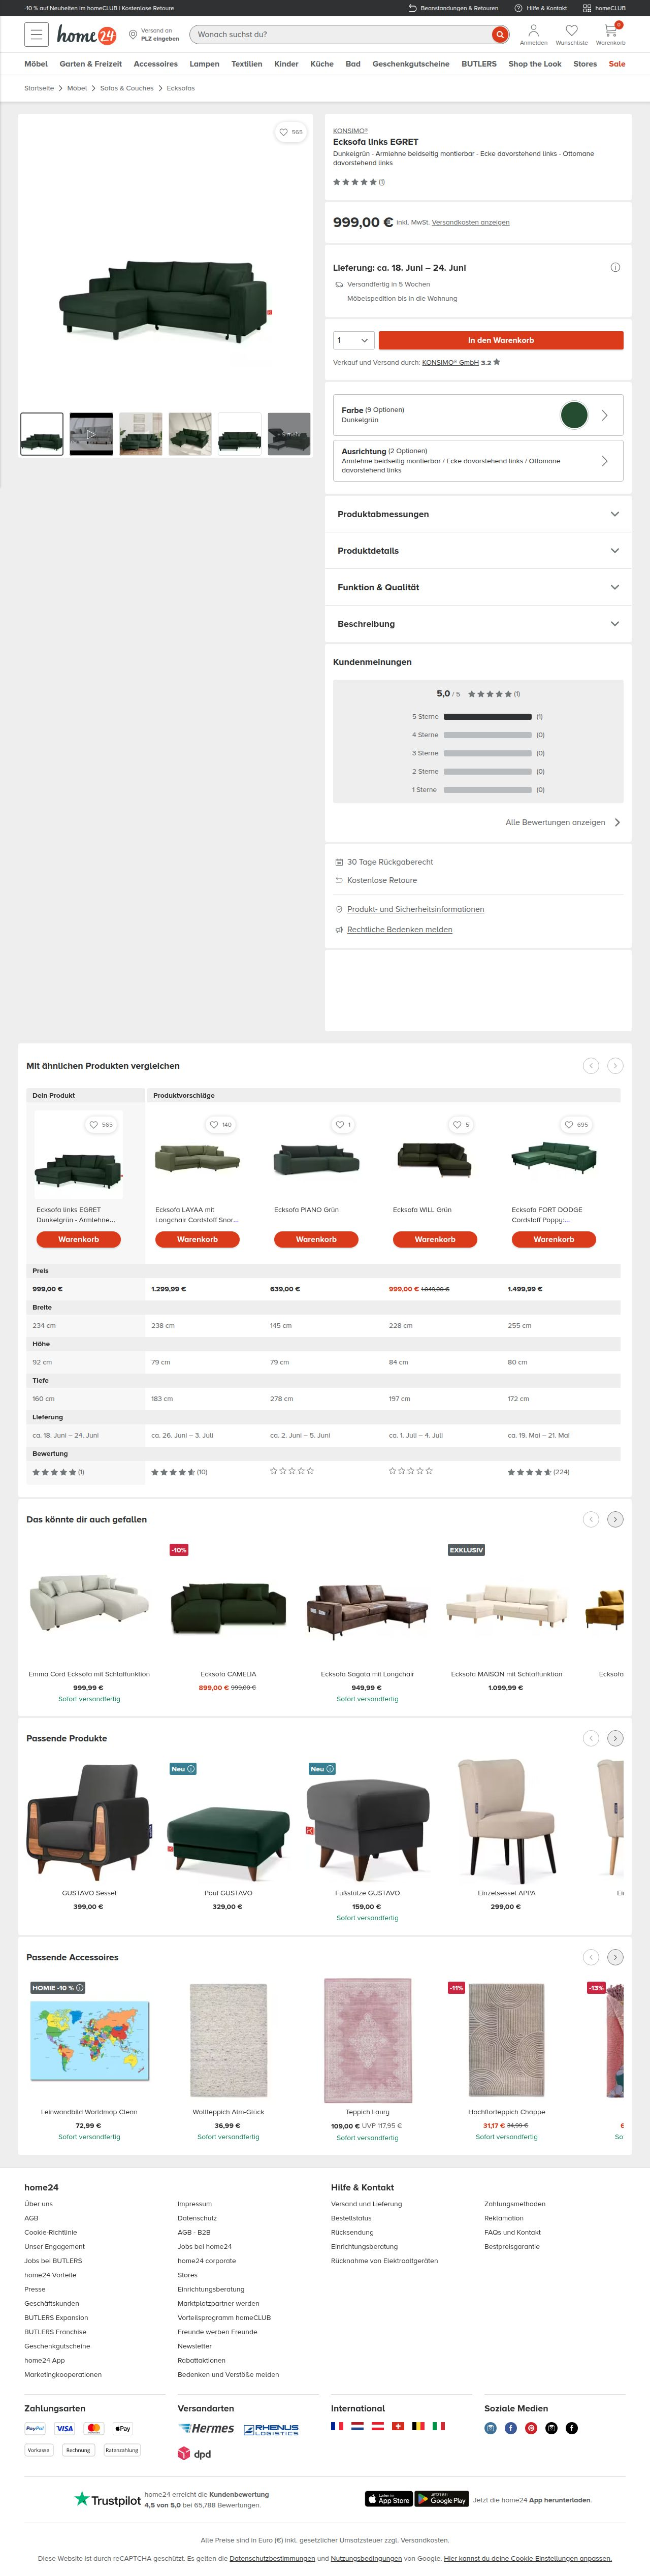 -10 % auf Neuheiten im homeCLUB I Kostenlose Retoure
Beanstandungen & Retouren
Hilfe & Kontakt
homeCLUB
home24
Versand an
PLZ eingeben
Wonach suchst du?
Anmelden
Wunschliste
0
Warenkorb
Möbel Garten & Freizeit Accessoires Lampen Textilien Kinder Küche Bad Geschenkgutscheine BUTLERS Shop the Look Stores Sale
Startseite > Möbel > Sofas & Couches > Ecksofas
565
KONSIMO®
Ecksofa links EGRET
Dunkelgrün - Armlehne beidseitig montierbar - Ecke davorstehend links - Ottomane
davorstehend links
(1)
999,00 € inkl. MwSt. Versandkosten anzeigen
Lieferung: ca. 18. Juni – 24. Juni
Versandfertig in 5 Wochen
Möbelspedition bis in die Wohnung
1
In den Warenkorb
Verkauf und Versand durch: KONSIMO® GmbH 3.2 ★
Farbe (9 Optionen)
Dunkelgrün
Ausrichtung (2 Optionen)
Armlehne beidseitig montierbar / Ecke davorstehend links / Ottomane
davorstehend links
Produktabmessungen
Produktdetails
Funktion & Qualität
Beschreibung
Kundenmeinungen
5,0 / 5 ★★★★★ (1)
5 Sterne (1)
4 Sterne (0)
3 Sterne (0)
2 Sterne (0)
1 Sterne (0)
Alle Bewertungen anzeigen
30 Tage Rückgaberecht
Kostenlose Retoure
Produkt- und Sicherheitsinformationen
Rechtliche Bedenken melden
Mit ähnlichen Produkten vergleichen
Dein Produkt Produktvorschläge
565 140 1 5 695
Ecksofa links EGRET Ecksofa LAYAA mit Ecksofa PIANO Grün Ecksofa WILL Grün Ecksofa FORT DODGE
Dunkelgrün - Armlehne... Longchair Cordstoff Snor... Cordstoff Poppy:...
Warenkorb Warenkorb Warenkorb Warenkorb Warenkorb
Preis
999,00 € 1.299,99 € 639,00 € 999,00 € 1.049,00 € 1.499,99 €
Breite
234 cm 238 cm 145 cm 228 cm 255 cm
Höhe
92 cm 79 cm 79 cm 84 cm 80 cm
Tiefe
160 cm 183 cm 278 cm 197 cm 172 cm
Lieferung
ca. 18. Juni – 24. Juni ca. 26. Juni – 3. Juli ca. 2. Juni – 5. Juni ca. 1. Juli – 4. Juli ca. 19. Mai – 21. Mai
Bewertung
(1) (10) (224)
Das könnte dir auch gefallen
-10% EXKLUSIV
Emma Cord Ecksofa mit Schlaffunktion Ecksofa CAMELIA Ecksofa Sagata mit Longchair Ecksofa MAISON mit Schlaffunktion Ecksofa
999,99 € 899,00 € 999,00 € 949,99 € 1.099,99 €
Sofort versandfertig Sofort versandfertig
Passende Produkte
Neu Neu
GUSTAVO Sessel Pouf GUSTAVO Fußstütze GUSTAVO Einzelsessel APPA
399,00 € 329,00 € 159,00 € 299,00 €
Sofort versandfertig
Passende Accessoires
HOMIE -10 % -11% -13%
Leinwandbild Worldmap Clean Wollteppich Alm-Glück Teppich Laury Hochflorteppich Chappe
72,99 € 36,99 € 109,00 € UVP 117,95 € 31,17 € 34,99 €
Sofort versandfertig Sofort versandfertig Sofort versandfertig Sofort versandfertig So
home24
Über uns
AGB
Cookie-Richtlinie
Unser Engagement
Jobs bei BUTLERS
home24 Vorteile
Presse
Geschäftskunden
BUTLERS Expansion
BUTLERS Franchise
Geschenkgutscheine
home24 App
Marketingkooperationen
Impressum
Datenschutz
AGB - B2B
Jobs bei home24
home24 corporate
Stores
Einrichtungsberatung
Marktplatzpartner werden
Vorteilsprogramm homeCLUB
Freunde werben Freunde
Newsletter
Rabattaktionen
Bedenken und Verstöße melden
Hilfe & Kontakt
Versand und Lieferung
Bestellstatus
Rücksendung
Einrichtungsberatung
Rücknahme von Elektroaltgeräten
Zahlungsmethoden
Reklamation
FAQs und Kontakt
Bestpreisgarantie
Zahlungsarten
PayPal VISA mastercard Pay
Vorkasse Rechnung Ratenzahlung
Versandarten
Hermes RHENUS LOGISTICS
dpd
International
Soziale Medien
Trustpilot
home24 erreicht die Kundenbewertung
4,5 von 5,0 bei 65,788 Bewertungen.
Laden im
App Store
JETZT BEI
Google Play
Jetzt die home24 App herunterladen.
Alle Preise sind in Euro (€) inkl. gesetzlicher Umsatzsteuer zzgl. Versandkosten.
Diese Website ist durch reCAPTCHA geschützt. Es gelten die Datenschutzbestimmungen und Nutzungsbedingungen von Google. Hier kannst du deine Cookie-Einstellungen anpassen.